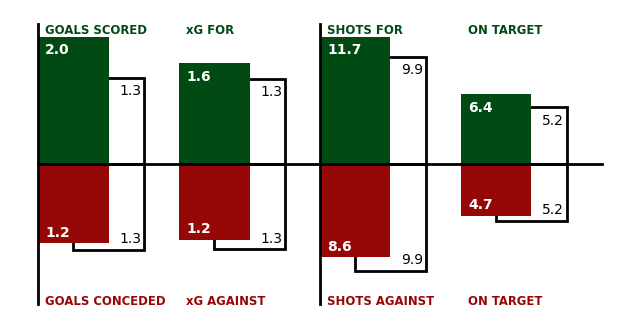 GOALS SCORED xG FOR SHOTS FOR ON TARGET
2.0 1.3 1.6 1.3 11.7 9.9 6.4 5.2
1.2 1.3 1.2 1.3 8.6 9.9 4.7 5.2
GOALS CONCEDED xG AGAINST SHOTS AGAINST ON TARGET